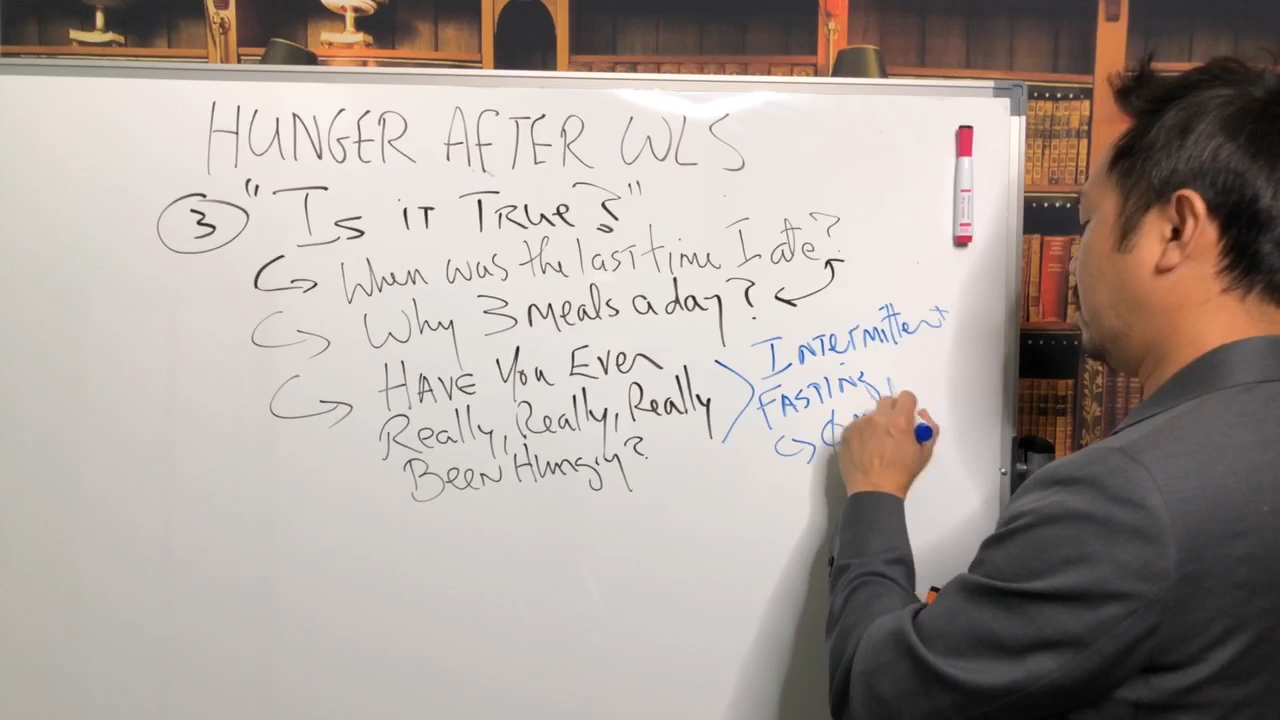 HUNGER AFTER WLS
3 "Is it True?"
When was the last time I ate?
Why 3 meals a day?
HAVE You Ever
Really, Really, Really
Been Hungry?
Intermittent
FASTING